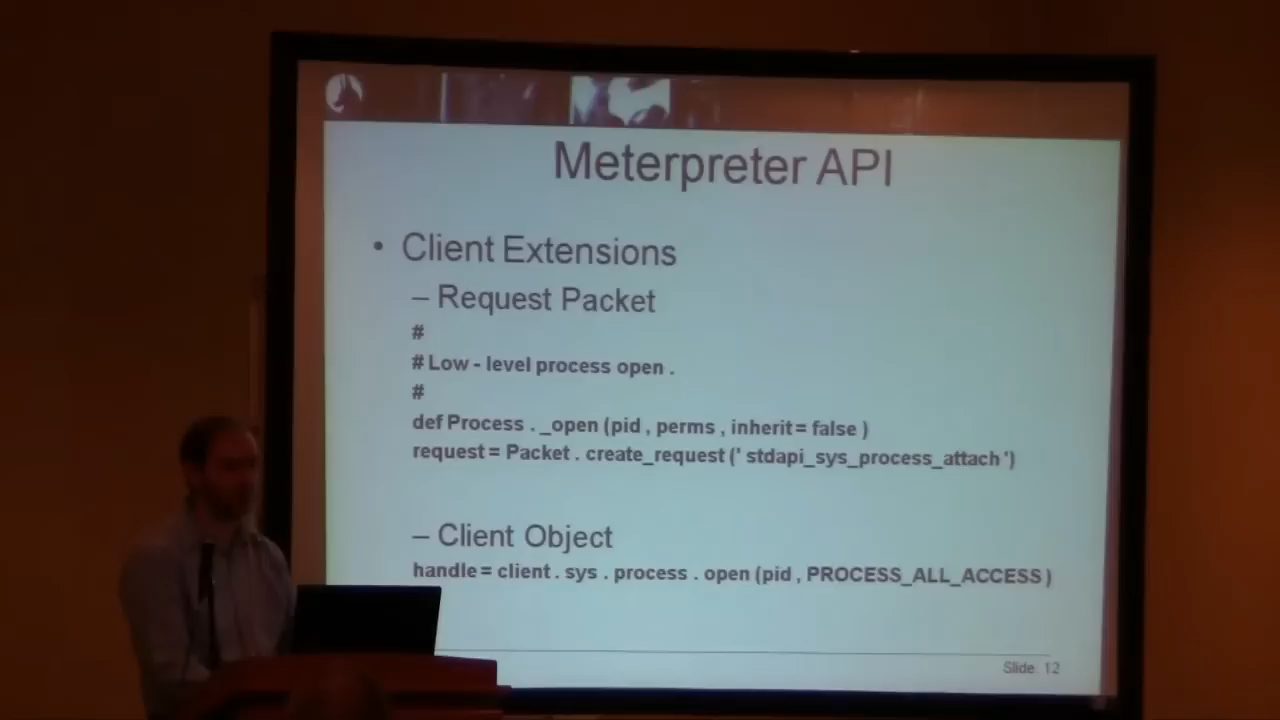 Meterpreter API
• Client Extensions
– Request Packet
#
# Low - level process open .
#
def Process . _open (pid , perms , inherit = false )
request = Packet . create_request (' stdapi_sys_process_attach ')
– Client Object
handle = client . sys . process . open (pid , PROCESS_ALL_ACCESS )
Slide 12